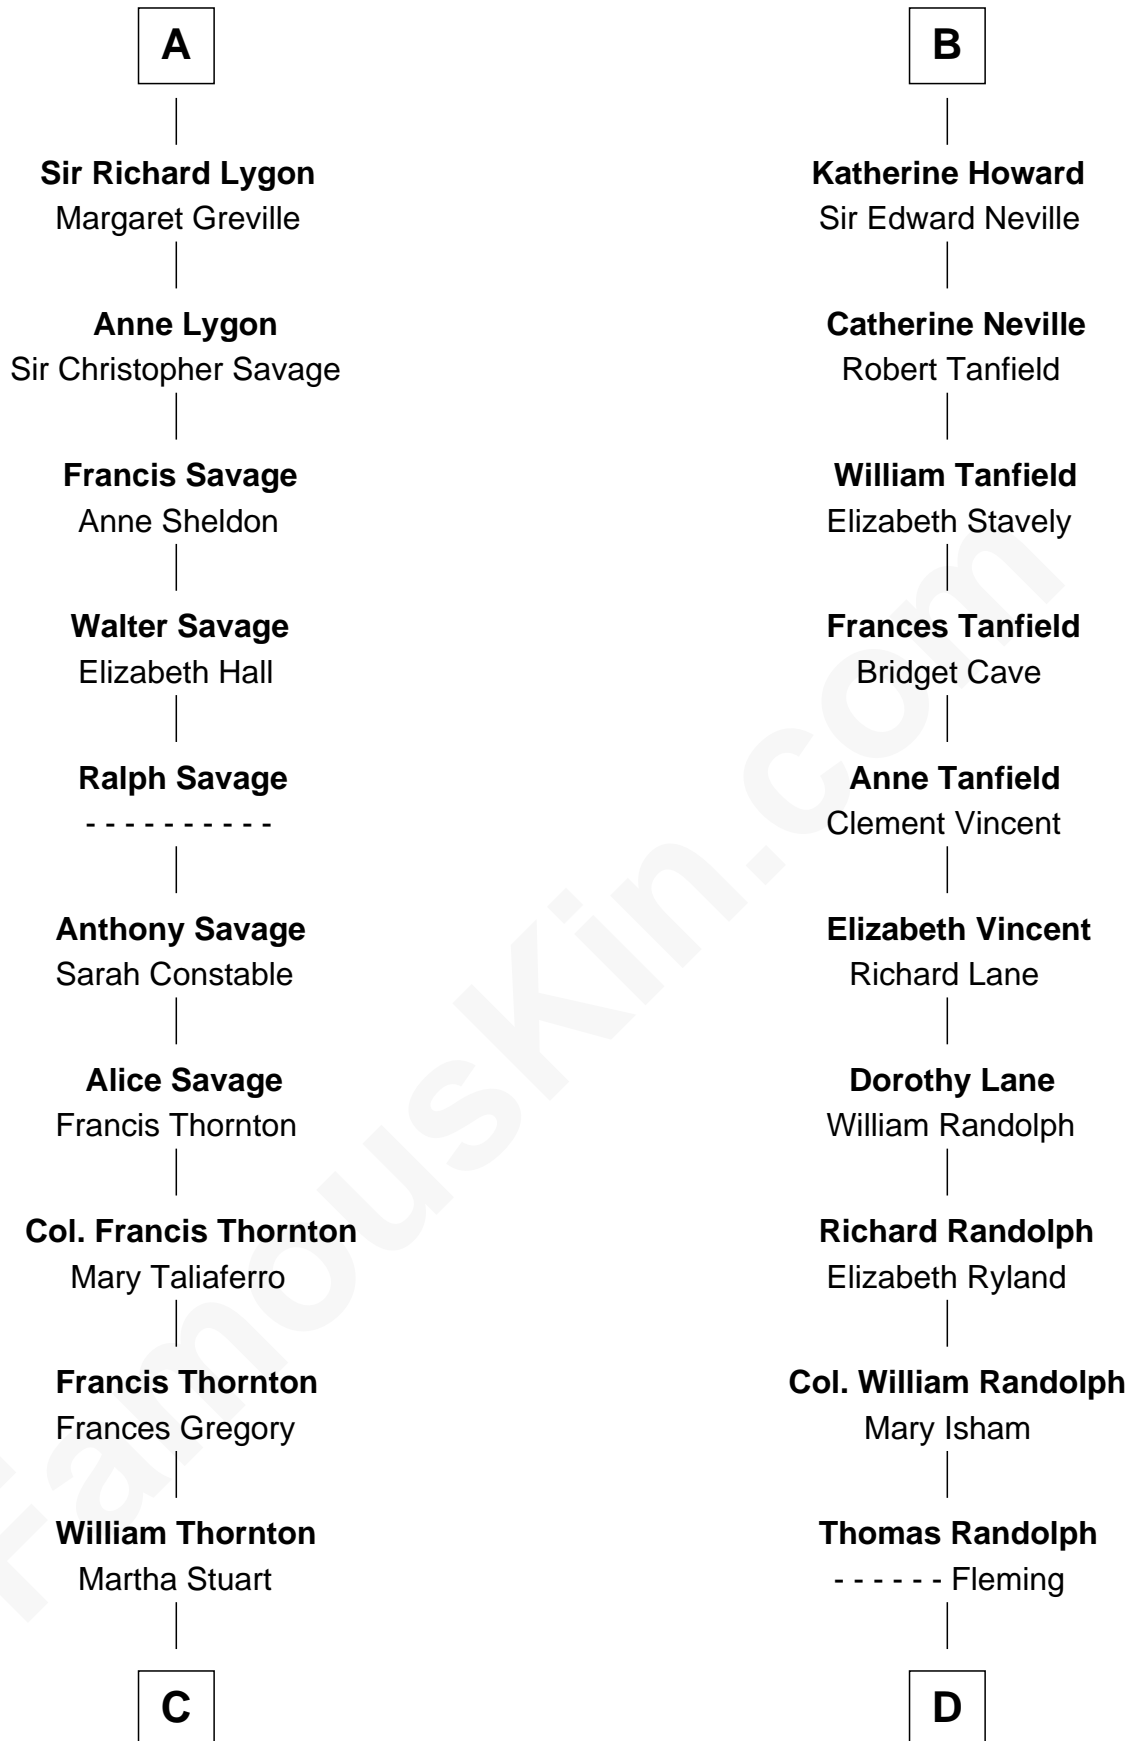 A
Sir Richard Lygon
Margaret Greville
Anne Lygon
Sir Christopher Savage
Francis Savage
Anne Sheldon
Walter Savage
Elizabeth Hall
Ralph Savage
- - - - - - - - - -
Anthony Savage
Sarah Constable
Alice Savage
Francis Thornton
Col. Francis Thornton
Mary Taliaferro
Francis Thornton
Frances Gregory
William Thornton
Martha Stuart
C
B
Katherine Howard
Sir Edward Neville
Catherine Neville
Robert Tanfield
William Tanfield
Elizabeth Stavely
Frances Tanfield
Bridget Cave
Anne Tanfield
Clement Vincent
Elizabeth Vincent
Richard Lane
Dorothy Lane
William Randolph
Richard Randolph
Elizabeth Ryland
Col. William Randolph
Mary Isham
Thomas Randolph
- - - - - - Fleming
D
FamousKin.com